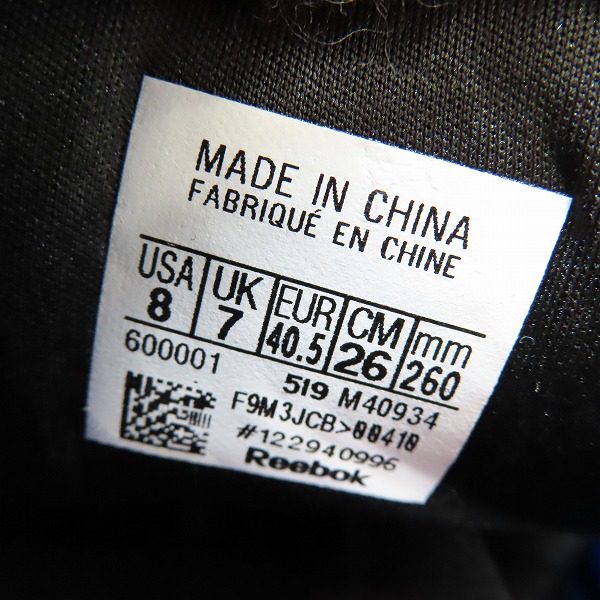 MADE IN CHINA
FABRIQUÉ EN CHINE
USA UK EUR CM mm
8 7 40.5 26 260
600001 519 M40934
F9M3JCB>00410
#122940996
Reebok